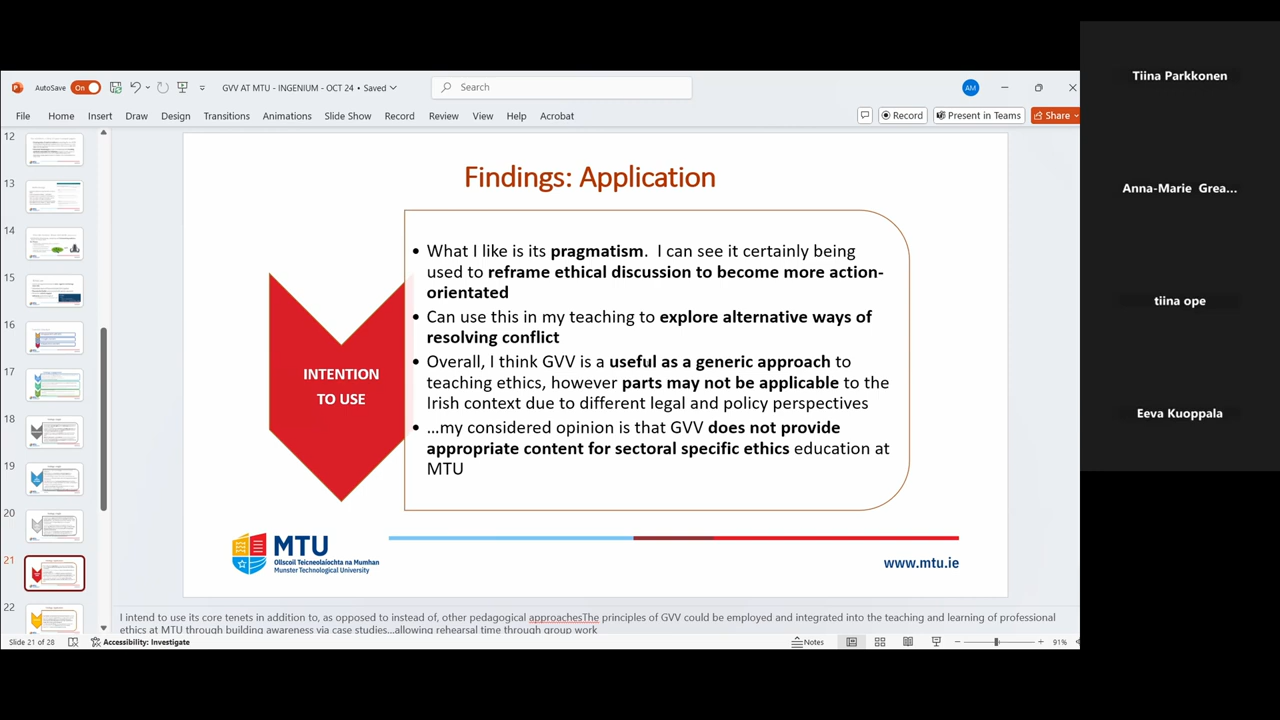 AutoSave On GVV AT MTU - INGENIUM - OCT 24 • Saved Search AM
File Home Insert Draw Design Transitions Animations Slide Show Record Review View Help Acrobat Record Present in Teams Share
Tiina Parkkonen
Anna-Marie Grea...
tiina ope
Eeva Kuoppala
12
13
14
15
16
17
18
19
20
21
22
Findings: Application
INTENTION
TO USE
• What I like is its pragmatism. I can see it certainly being
used to reframe ethical discussion to become more action-
orientated
• Can use this in my teaching to explore alternative ways of
resolving conflict
• Overall, I think GVV is a useful as a generic approach to
teaching ethics, however parts may not be applicable to the
Irish context due to different legal and policy perspectives
• …my considered opinion is that GVV does not provide
appropriate content for sectoral specific ethics education at
MTU
MTU
Ollscoil Teicneolaíochta na Mumhan
Munster Technological University
www.mtu.ie
I intend to use its core tenets in addition to, as opposed to instead of, other pedagogical approachesThe principles of GVV could be employed and integrated into the teaching and learning of professional
ethics at MTU through building awareness via case studies...allowing rehearsal time through group work
Slide 21 of 28 Accessibility: Investigate Notes 91%